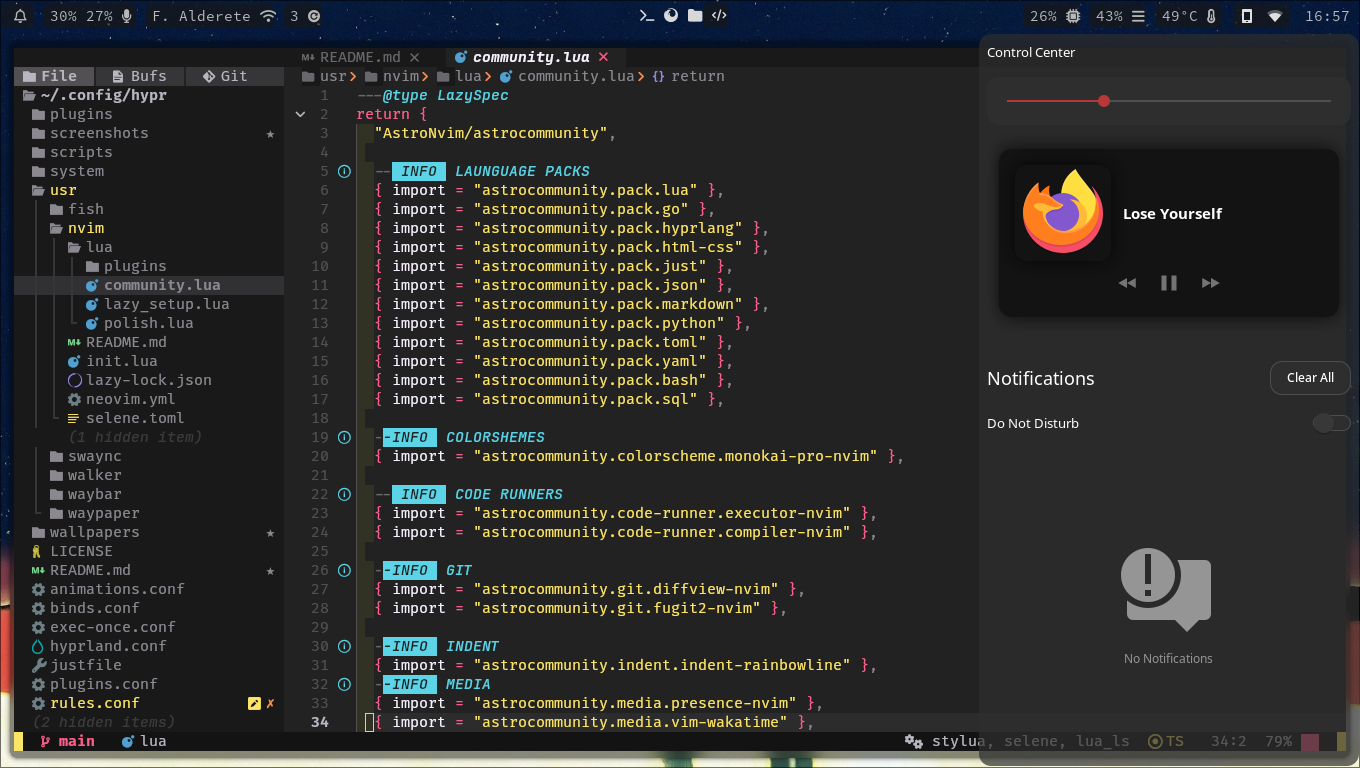 30% 27% F. Alderete 3 26% 43% 49°C 16:57
README.md community.lua
File Bufs Git
usr nvim lua community.lua {} return
~/.config/hypr
plugins
screenshots
scripts
system
usr
fish
nvim
lua
plugins
community.lua
lazy_setup.lua
polish.lua
README.md
init.lua
lazy-lock.json
neovim.yml
selene.toml
(1 hidden item)
swaync
walker
waybar
waypaper
wallpapers
LICENSE
README.md
animations.conf
binds.conf
exec-once.conf
hyprland.conf
justfile
plugins.conf
rules.conf
(2 hidden items)
1 ---@type LazySpec
2 return {
3 "AstroNvim/astrocommunity",
4
5 -- INFO LAUNGUAGE PACKS
6 { import = "astrocommunity.pack.lua" },
7 { import = "astrocommunity.pack.go" },
8 { import = "astrocommunity.pack.hyprlang" },
9 { import = "astrocommunity.pack.html-css" },
10 { import = "astrocommunity.pack.just" },
11 { import = "astrocommunity.pack.json" },
12 { import = "astrocommunity.pack.markdown" },
13 { import = "astrocommunity.pack.python" },
14 { import = "astrocommunity.pack.toml" },
15 { import = "astrocommunity.pack.yaml" },
16 { import = "astrocommunity.pack.bash" },
17 { import = "astrocommunity.pack.sql" },
18
19 --INFO COLORSHEMES
20 { import = "astrocommunity.colorscheme.monokai-pro-nvim" },
21
22 -- INFO CODE RUNNERS
23 { import = "astrocommunity.code-runner.executor-nvim" },
24 { import = "astrocommunity.code-runner.compiler-nvim" },
25
26 --INFO GIT
27 { import = "astrocommunity.git.diffview-nvim" },
28 { import = "astrocommunity.git.fugit2-nvim" },
29
30 --INFO INDENT
31 { import = "astrocommunity.indent.indent-rainbowline" },
32 --INFO MEDIA
33 { import = "astrocommunity.media.presence-nvim" },
34 { import = "astrocommunity.media.vim-wakatime" },
main lua stylua, selene, lua_ls TS 34:2 79%
Control Center
Lose Yourself
Notifications Clear All
Do Not Disturb
No Notifications